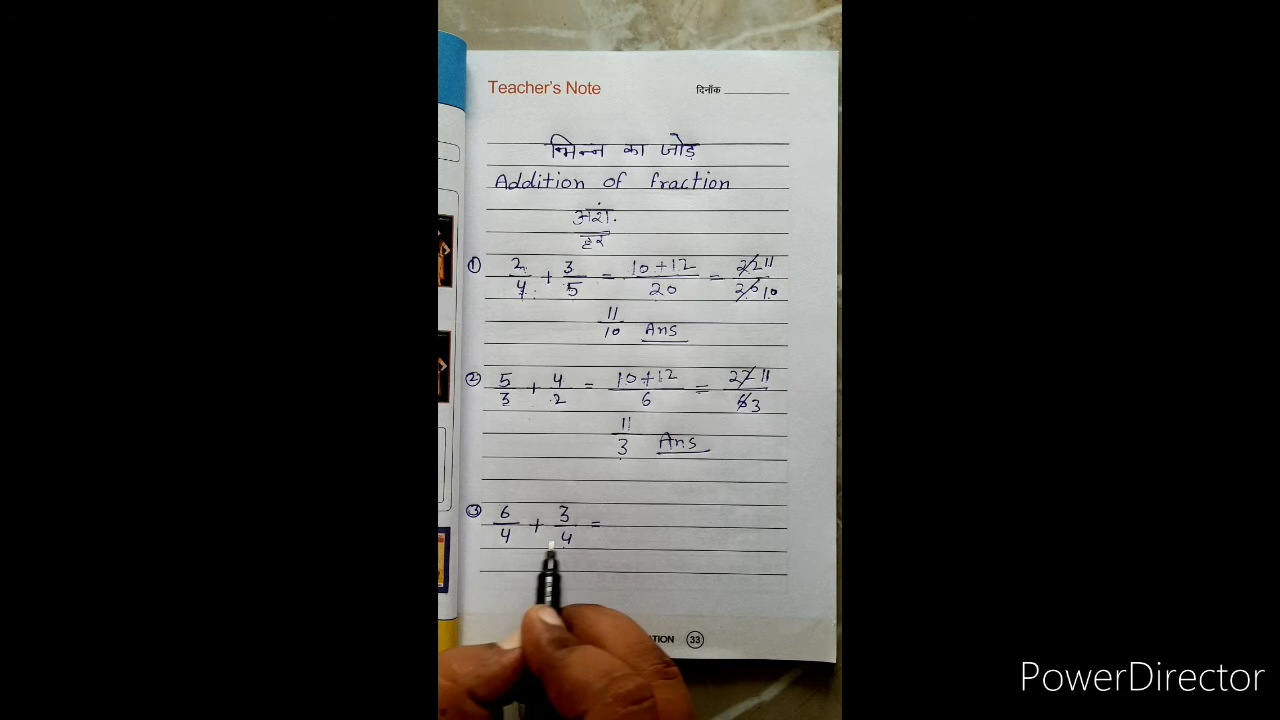 Teacher's Note
दिनाँक
भिन्न का जोड़
Addition of fraction
अंश
हर
① 2/4 + 3/5 = 10+12/20 = 22/20 11/10
11/10 Ans
② 5/3 + 4/2 = 10+12/6 = 22/6 11/3
11/3 Ans
③ 6/4 + 3/4 =
ATION 33
PowerDirector